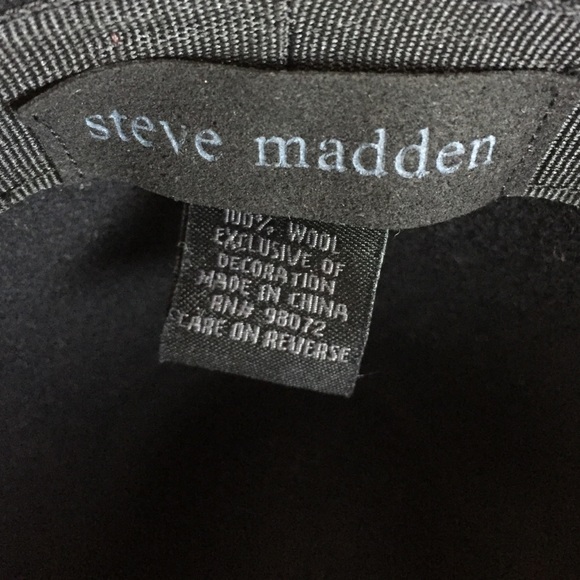 steve madden
100% WOOL
EXCLUSIVE OF
DECORATION
MADE IN CHINA
RN# 98072
CARE ON REVERSE